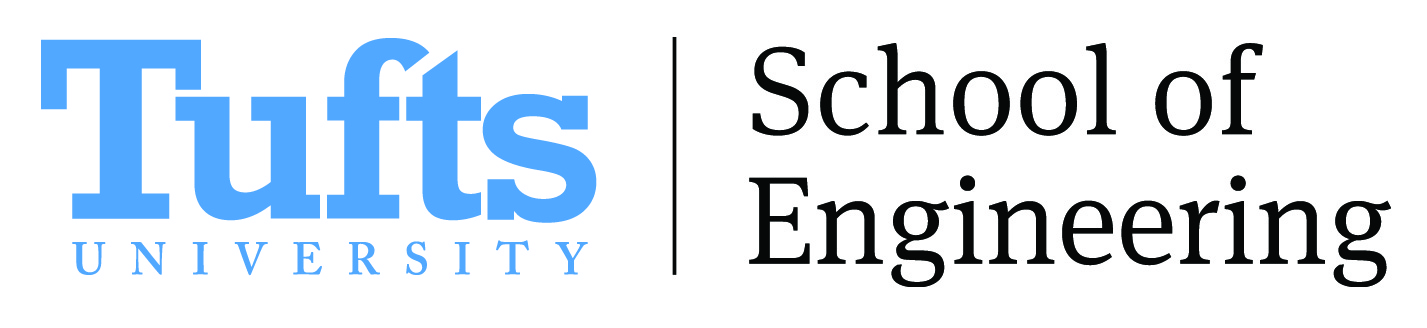 Tufts
UNIVERSITY
School of
Engineering